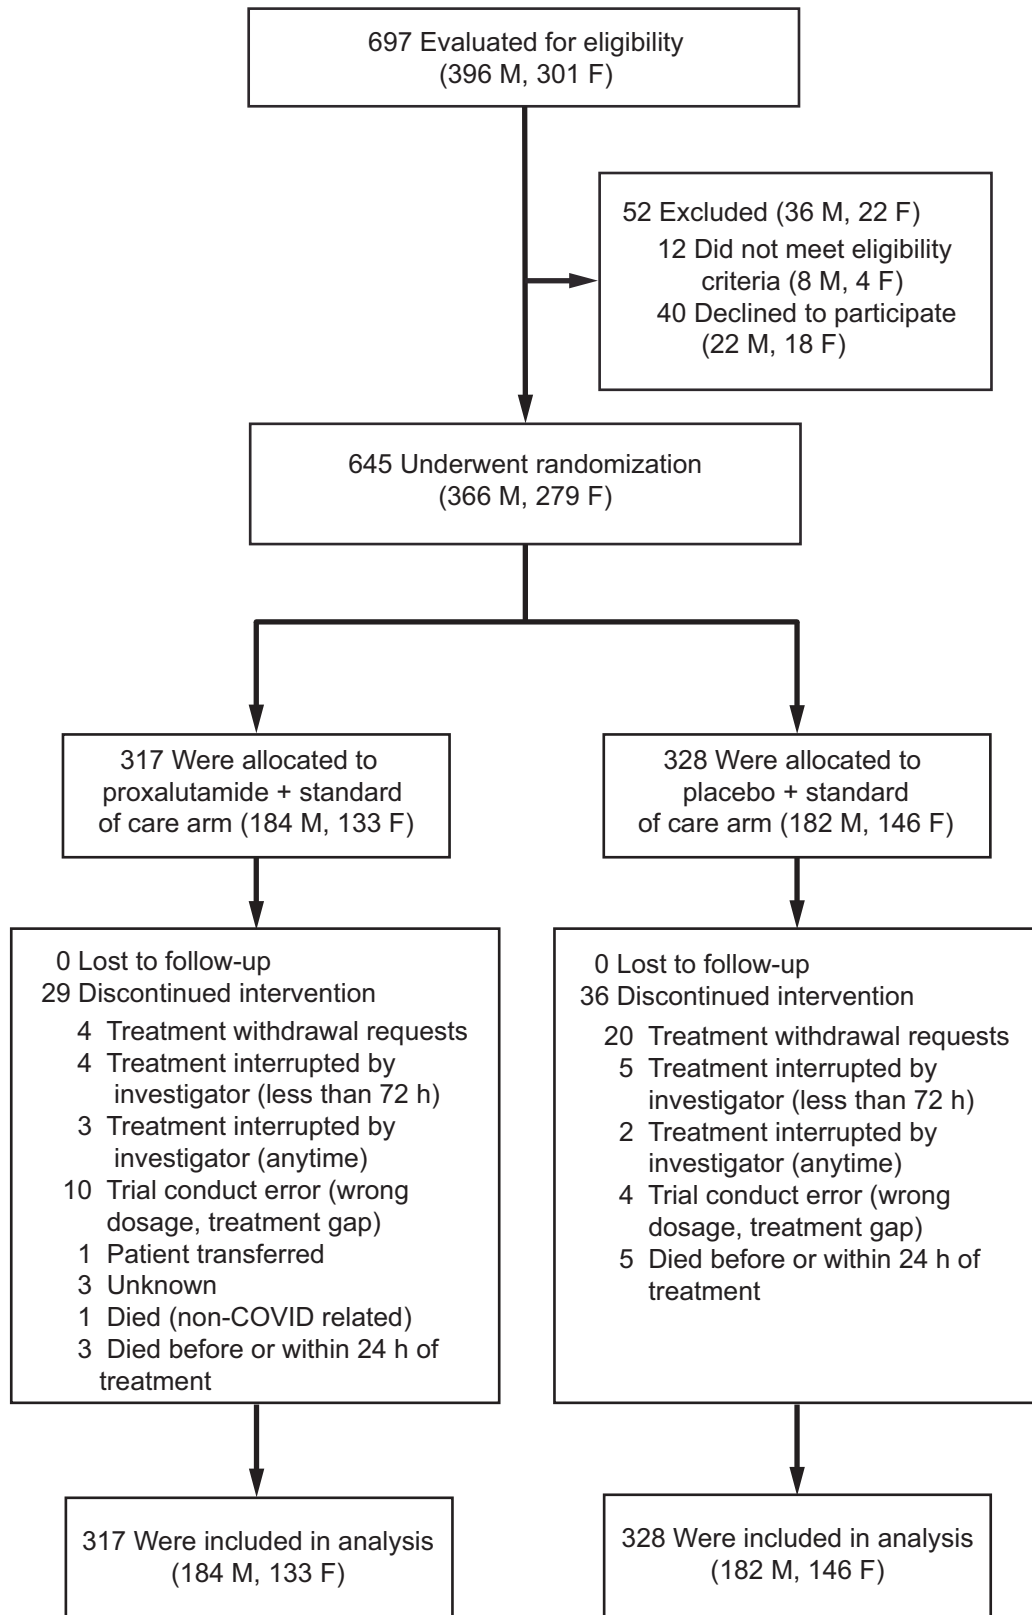 697 Evaluated for eligibility
(396 M, 301 F)
52 Excluded (36 M, 22 F)
12 Did not meet eligibility
criteria (8 M, 4 F)
40 Declined to participate
(22 M, 18 F)
645 Underwent randomization
(366 M, 279 F)
317 Were allocated to
proxalutamide + standard
of care arm (184 M, 133 F)
328 Were allocated to
placebo + standard
of care arm (182 M, 146 F)
0 Lost to follow-up
29 Discontinued intervention
4 Treatment withdrawal requests
4 Treatment interrupted by
investigator (less than 72 h)
3 Treatment interrupted by
investigator (anytime)
10 Trial conduct error (wrong
dosage, treatment gap)
1 Patient transferred
3 Unknown
1 Died (non-COVID related)
3 Died before or within 24 h of
treatment
0 Lost to follow-up
36 Discontinued intervention
20 Treatment withdrawal requests
5 Treatment interrupted by
investigator (less than 72 h)
2 Treatment interrupted by
investigator (anytime)
4 Trial conduct error (wrong
dosage, treatment gap)
5 Died before or within 24 h of
treatment
317 Were included in analysis
(184 M, 133 F)
328 Were included in analysis
(182 M, 146 F)